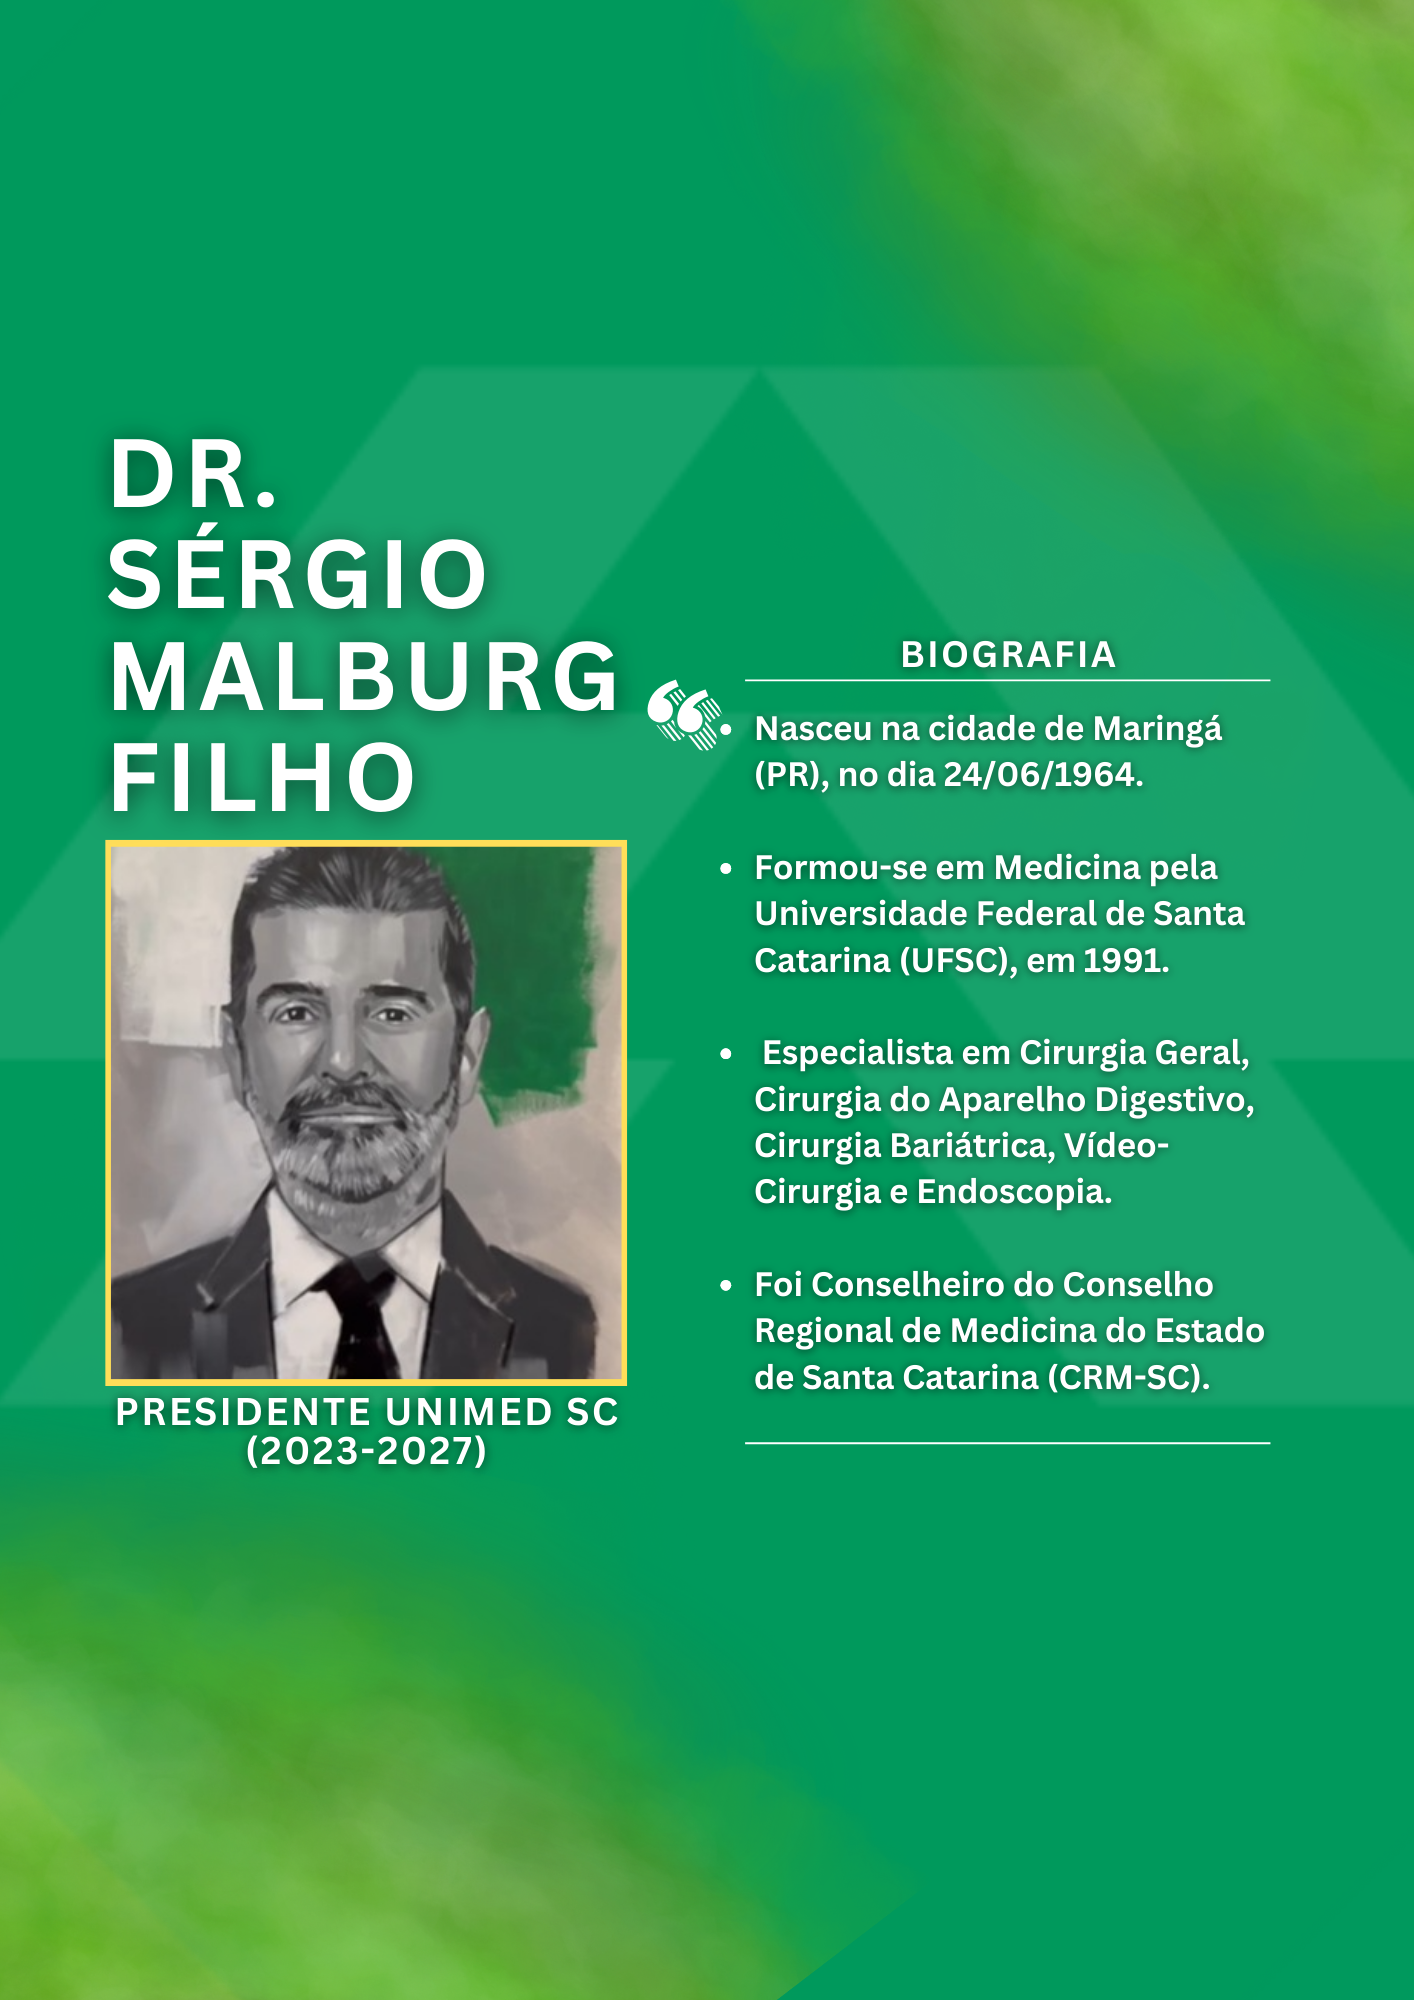 DR.
SÉRGIO
MALBURG
FILHO
PRESIDENTE UNIMED SC
(2023-2027)
BIOGRAFIA
• Nasceu na cidade de Maringá
(PR), no dia 24/06/1964.
• Formou-se em Medicina pela
Universidade Federal de Santa
Catarina (UFSC), em 1991.
• Especialista em Cirurgia Geral,
Cirurgia do Aparelho Digestivo,
Cirurgia Bariátrica, Vídeo-
Cirurgia e Endoscopia.
• Foi Conselheiro do Conselho
Regional de Medicina do Estado
de Santa Catarina (CRM-SC).